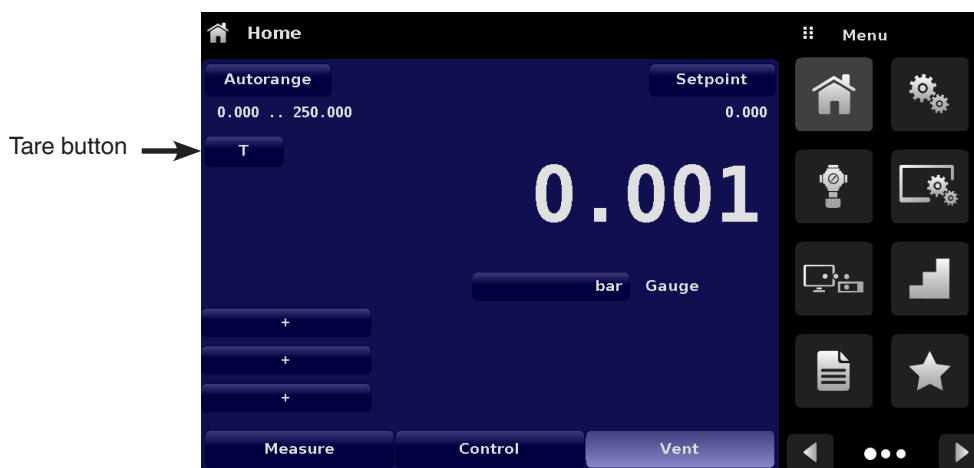 Home
Menu
Autorange
Setpoint
0.000 .. 250.000
0.000
Tare button
T
0.001
bar Gauge
+
+
+
Measure Control Vent